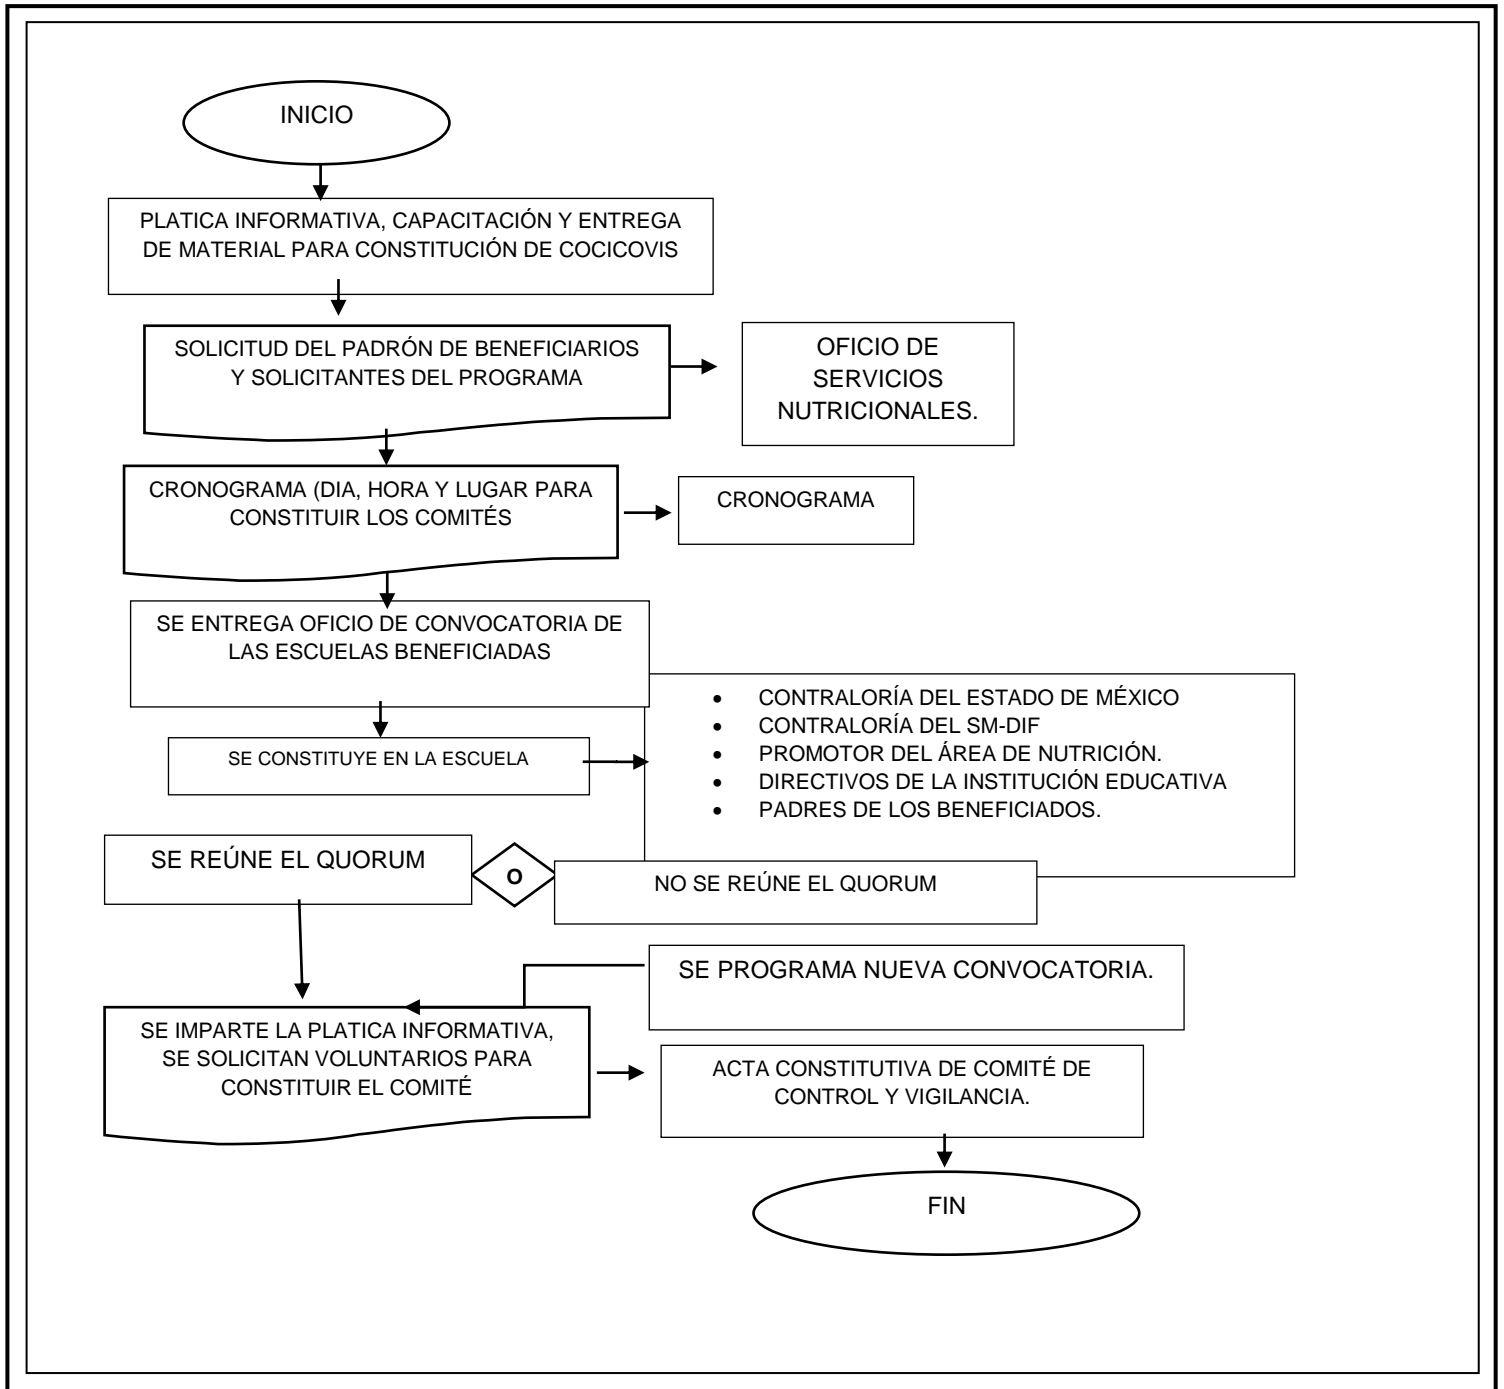 INICIO
PLATICA INFORMATIVA, CAPACITACIÓN Y ENTREGA
DE MATERIAL PARA CONSTITUCIÓN DE COCICOVIS
SOLICITUD DEL PADRÓN DE BENEFICIARIOS
Y SOLICITANTES DEL PROGRAMA
OFICIO DE
SERVICIOS
NUTRICIONALES.
CRONOGRAMA (DIA, HORA Y LUGAR PARA
CONSTITUIR LOS COMITÉS
CRONOGRAMA
SE ENTREGA OFICIO DE CONVOCATORIA DE
LAS ESCUELAS BENEFICIADAS
SE CONSTITUYE EN LA ESCUELA
• CONTRALORÍA DEL ESTADO DE MÉXICO
• CONTRALORÍA DEL SM-DIF
• PROMOTOR DEL ÁREA DE NUTRICIÓN.
• DIRECTIVOS DE LA INSTITUCIÓN EDUCATIVA
• PADRES DE LOS BENEFICIADOS.
SE REÚNE EL QUORUM
O
NO SE REÚNE EL QUORUM
SE PROGRAMA NUEVA CONVOCATORIA.
SE IMPARTE LA PLATICA INFORMATIVA,
SE SOLICITAN VOLUNTARIOS PARA
CONSTITUIR EL COMITÉ
ACTA CONSTITUTIVA DE COMITÉ DE
CONTROL Y VIGILANCIA.
FIN